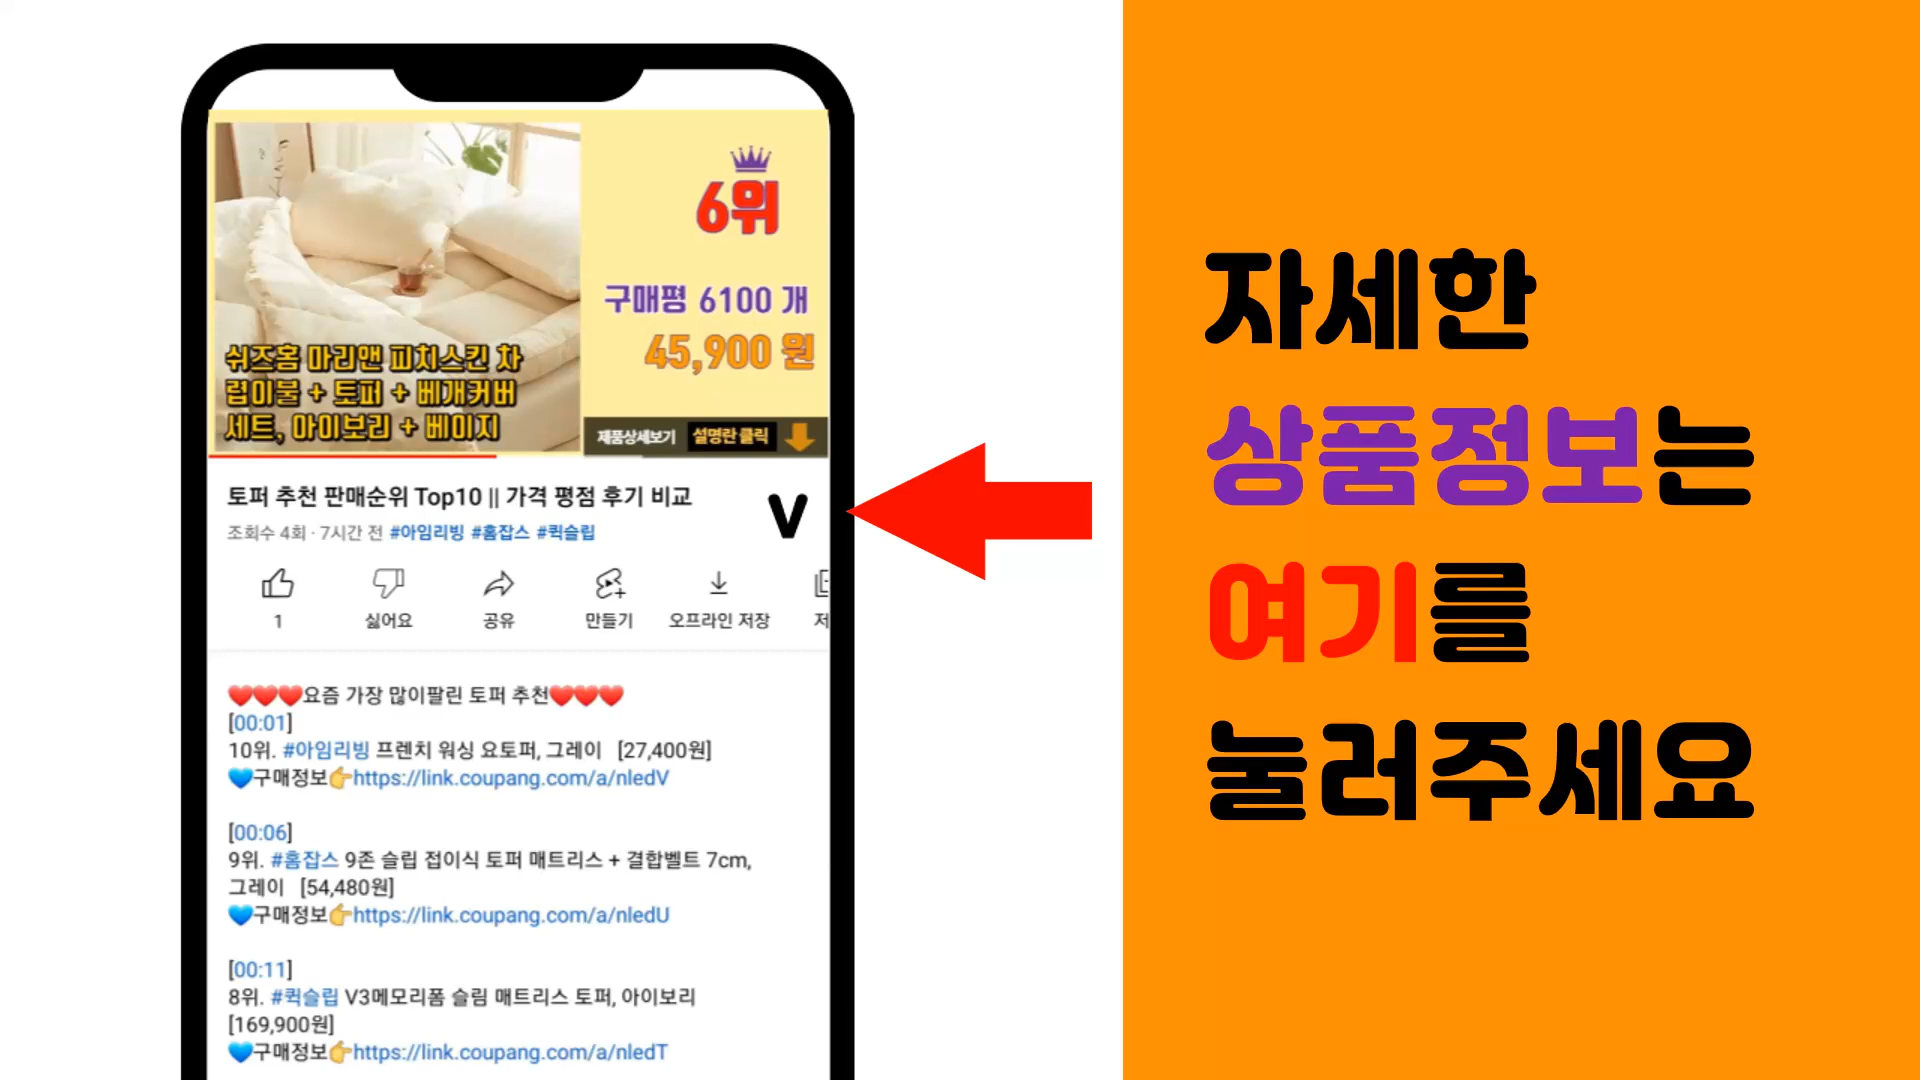 6위
구매평 6100 개
45,900 원
쉬즈홈 마리앤 피치스킨 차
렵이불 + 토퍼 + 베개커버
세트, 아이보리 + 베이지
제품상세보기 설명란 클릭
토퍼 추천 판매순위 Top10 || 가격 평점 후기 비교
V
조회수 4회 · 7시간 전 #아임리빙 #홈잡스 #퀵슬립
1 싫어요 공유 만들기 오프라인 저장 저
❤❤❤요즘 가장 많이팔린 토퍼 추천❤❤❤
[00:01]
10위. #아임리빙 프렌치 워싱 요토퍼, 그레이 [27,400원]
💙구매정보👉https://link.coupang.com/a/nledV
[00:06]
9위. #홈잡스 9존 슬립 접이식 토퍼 매트리스 + 결합벨트 7cm,
그레이 [54,480원]
💙구매정보👉https://link.coupang.com/a/nledU
[00:11]
8위. #퀵슬립 V3메모리폼 슬림 매트리스 토퍼, 아이보리
[169,900원]
💙구매정보👉https://link.coupang.com/a/nledT
자세한
상품정보는
여기를
눌러주세요